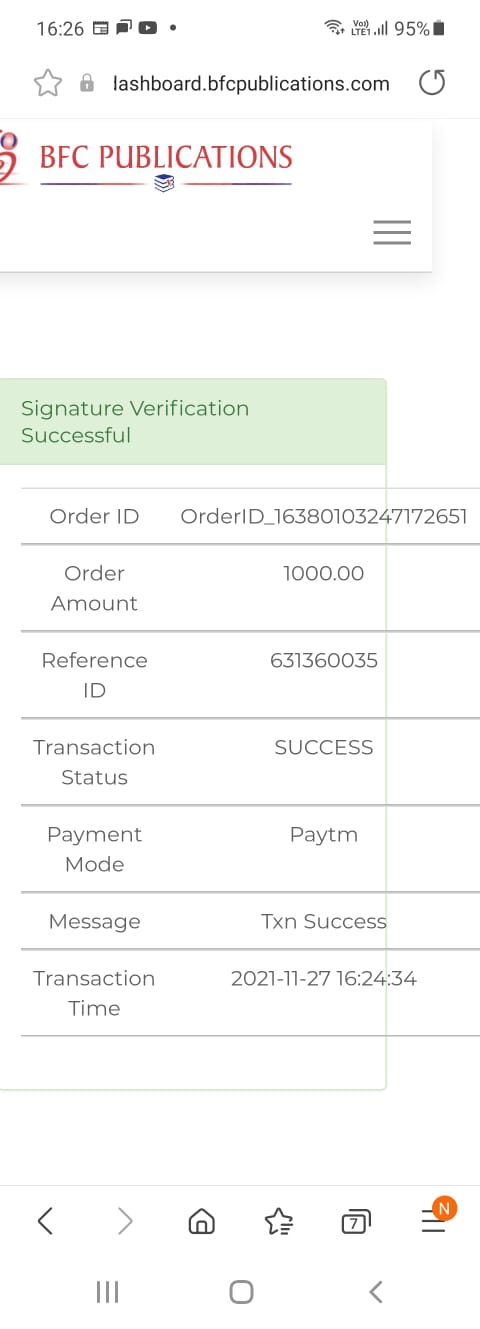 16:26 Vo)) LTE1 95%
lashboard.bfcpublications.com
BFC PUBLICATIONS
Signature Verification
Successful
Order ID OrderID_16380103247172651
Order
Amount 1000.00
Reference
ID 631360035
Transaction
Status SUCCESS
Payment
Mode Paytm
Message Txn Success
Transaction
Time 2021-11-27 16:24:34
7 N